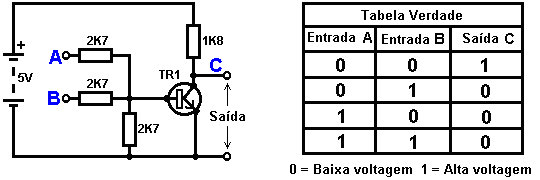 +
5V
A
2K7
B
2K7
2K7
1K8
TR1
C
Saída
Tabela Verdade
Entrada A Entrada B Saída C
0 0 1
0 1 0
1 0 0
1 1 0
0 = Baixa voltagem 1 = Alta voltagem